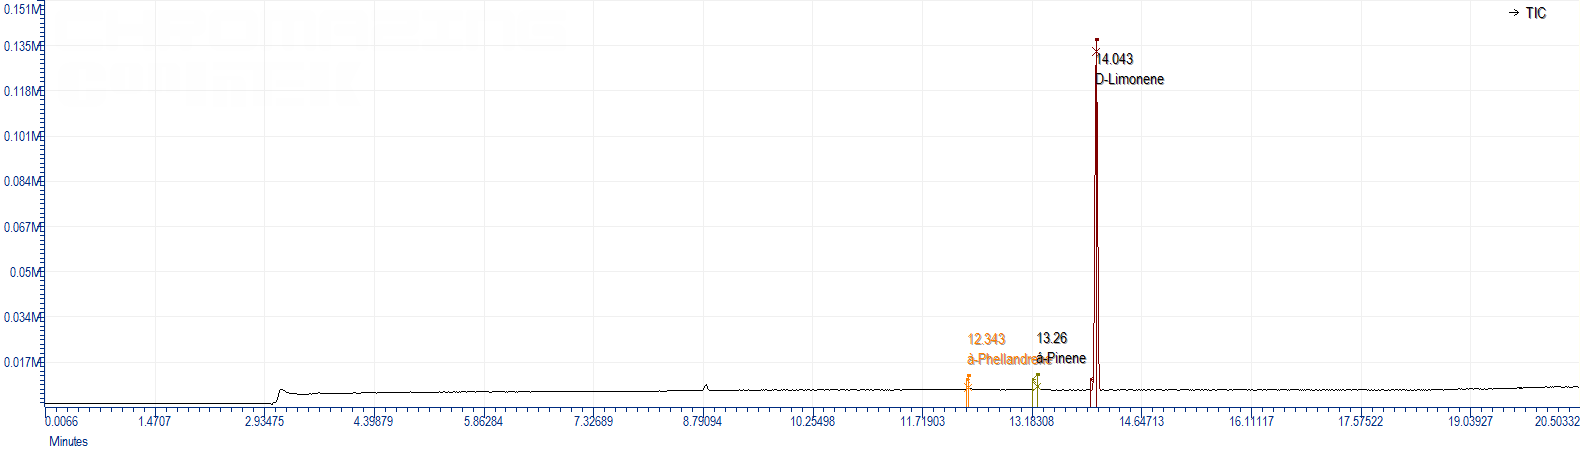 0.151M
TIC
0.135M
14.043
D-Limonene
0.118M
0.101M
0.084M
0.067M
0.05M
0.034M
12.343
13.26
0.017M
â-Phellandrene
â-Pinene
0.0066 1.4707 2.93475 4.39879 5.86284 7.32689 8.79094 10.25498 11.71903 13.18308 14.64713 16.11117 17.57522 19.03927 20.50332
Minutes